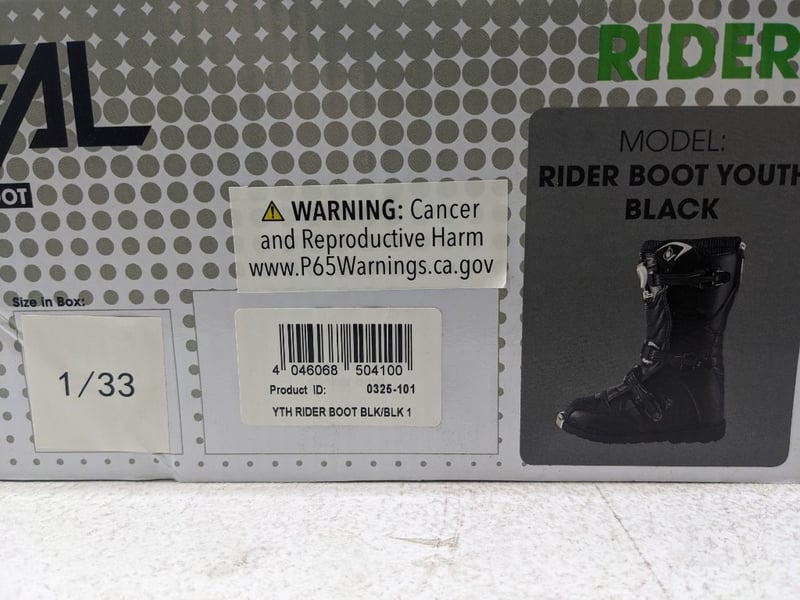 RIDER
MODEL:
RIDER BOOT YOUTH
BLACK
WARNING: Cancer
and Reproductive Harm
www.P65Warnings.ca.gov
Size in Box:
1/33
4 046068 504100
Product ID: 0325-101
YTH RIDER BOOT BLK/BLK 1